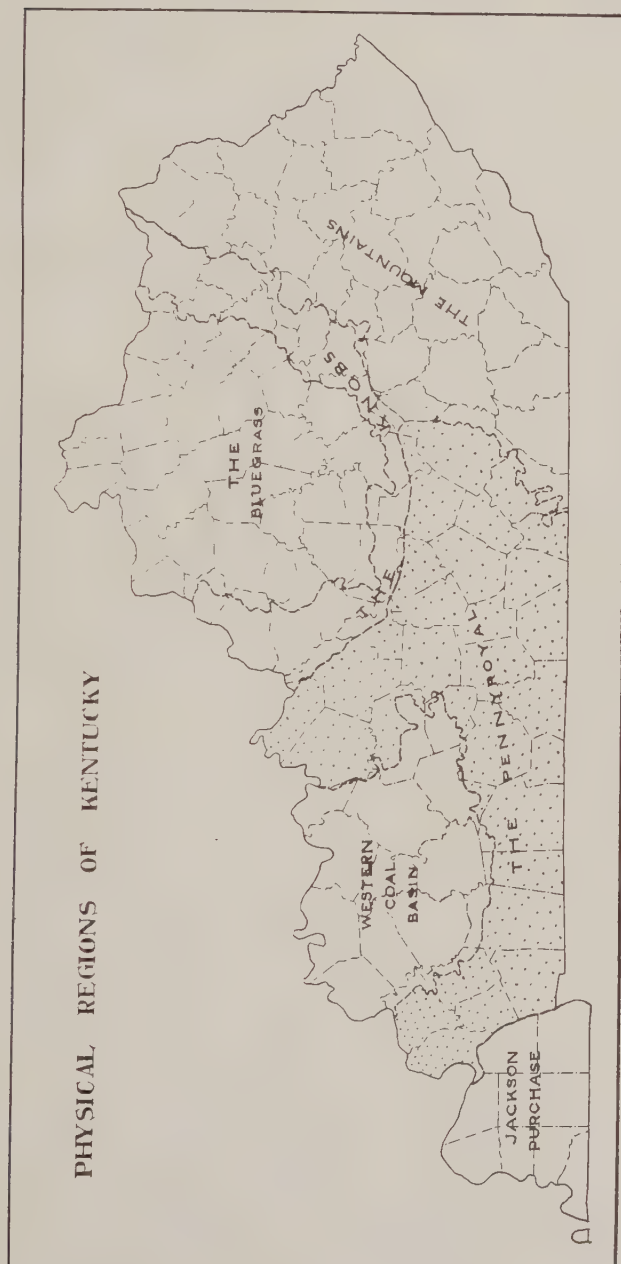 PHYSICAL REGIONS OF KENTUCKY
THE
BLUEGRASS
THE KNOBS
THE MOUNTAINS
WESTERN
COAL
BASIN
THE PENNYROYAL
JACKSON
PURCHASE